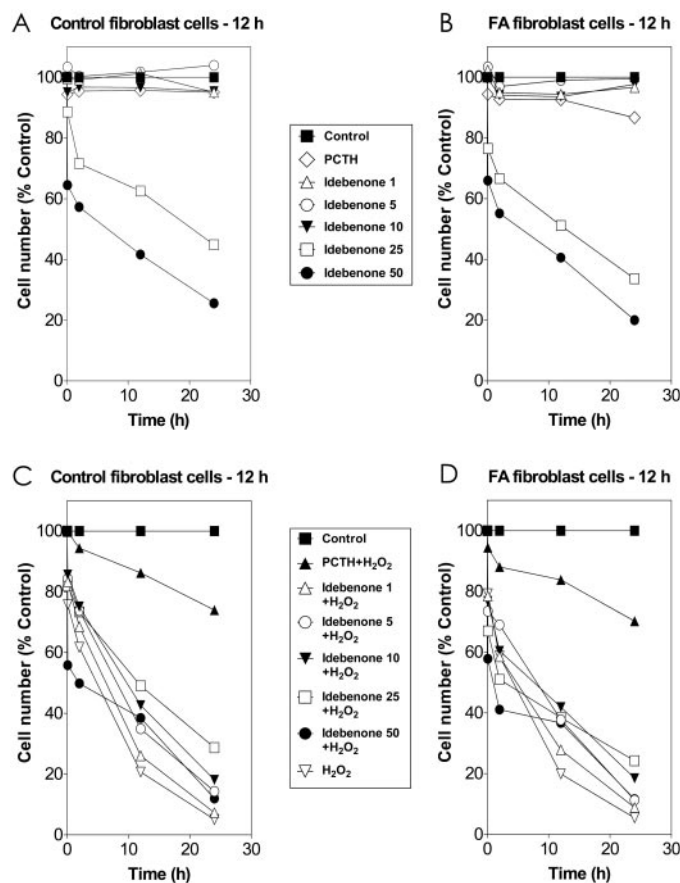 A
Control fibroblast cells - 12 h
Cell number (% Control)
100
80
60
40
20
0
0
10
20
30
Time (h)
Control
PCTH
Idebenone 1
Idebenone 5
Idebenone 10
Idebenone 25
Idebenone 50
B
FA fibroblast cells - 12 h
Cell number (% Control)
100
80
60
40
20
0
0
10
20
30
Time (h)
C
Control fibroblast cells - 12 h
Cell number (% Control)
100
80
60
40
20
0
0
10
20
30
Time (h)
Control
PCTH+H₂O₂
Idebenone 1
+H₂O₂
Idebenone 5
+H₂O₂
Idebenone 10
+H₂O₂
Idebenone 25
+H₂O₂
Idebenone 50
+H₂O₂
H₂O₂
D
FA fibroblast cells - 12 h
Cell number (% Control)
100
80
60
40
20
0
0
10
20
30
Time (h)